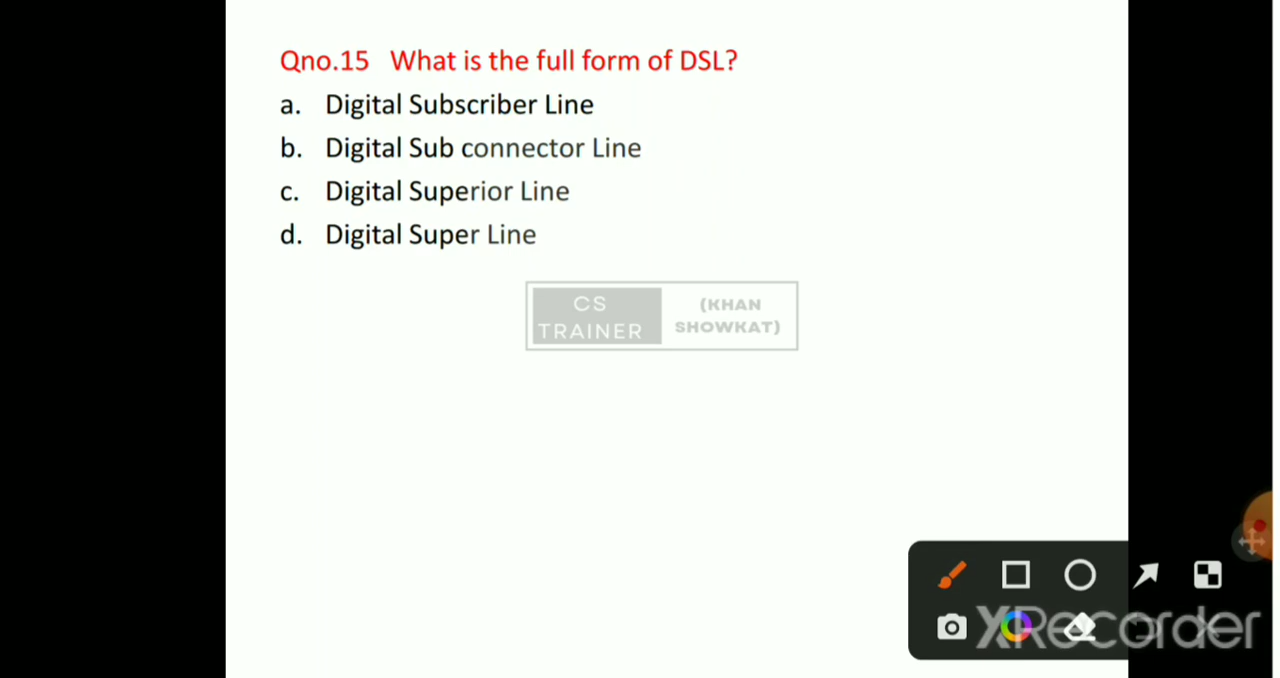 Qno.15 What is the full form of DSL?
a. Digital Subscriber Line
b. Digital Sub connector Line
c. Digital Superior Line
d. Digital Super Line
CS (KHAN
TRAINER SHOWKAT)
XRecorder